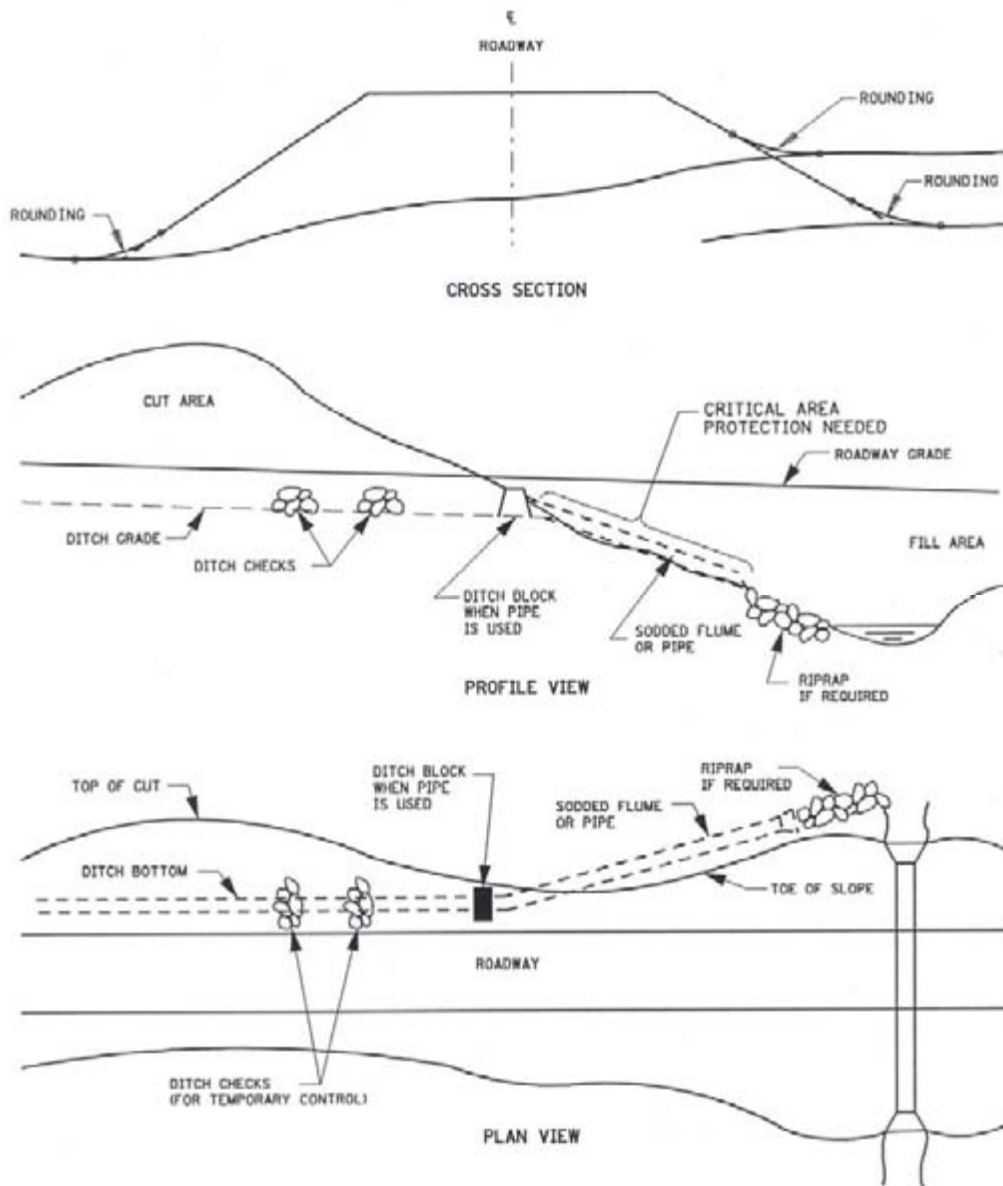 ℄
ROADWAY
ROUNDING
ROUNDING
ROUNDING
CROSS SECTION
CUT AREA
CRITICAL AREA
PROTECTION NEEDED
ROADWAY GRADE
DITCH GRADE
DITCH CHECKS
DITCH BLOCK
WHEN PIPE
IS USED
SODDED FLUME
OR PIPE
FILL AREA
RIPRAP
IF REQUIRED
PROFILE VIEW
TOP OF CUT
DITCH BLOCK
WHEN PIPE
IS USED
SODDED FLUME
OR PIPE
RIPRAP
IF REQUIRED
DITCH BOTTOM
TOE OF SLOPE
ROADWAY
DITCH CHECKS
(FOR TEMPORARY CONTROL)
PLAN VIEW